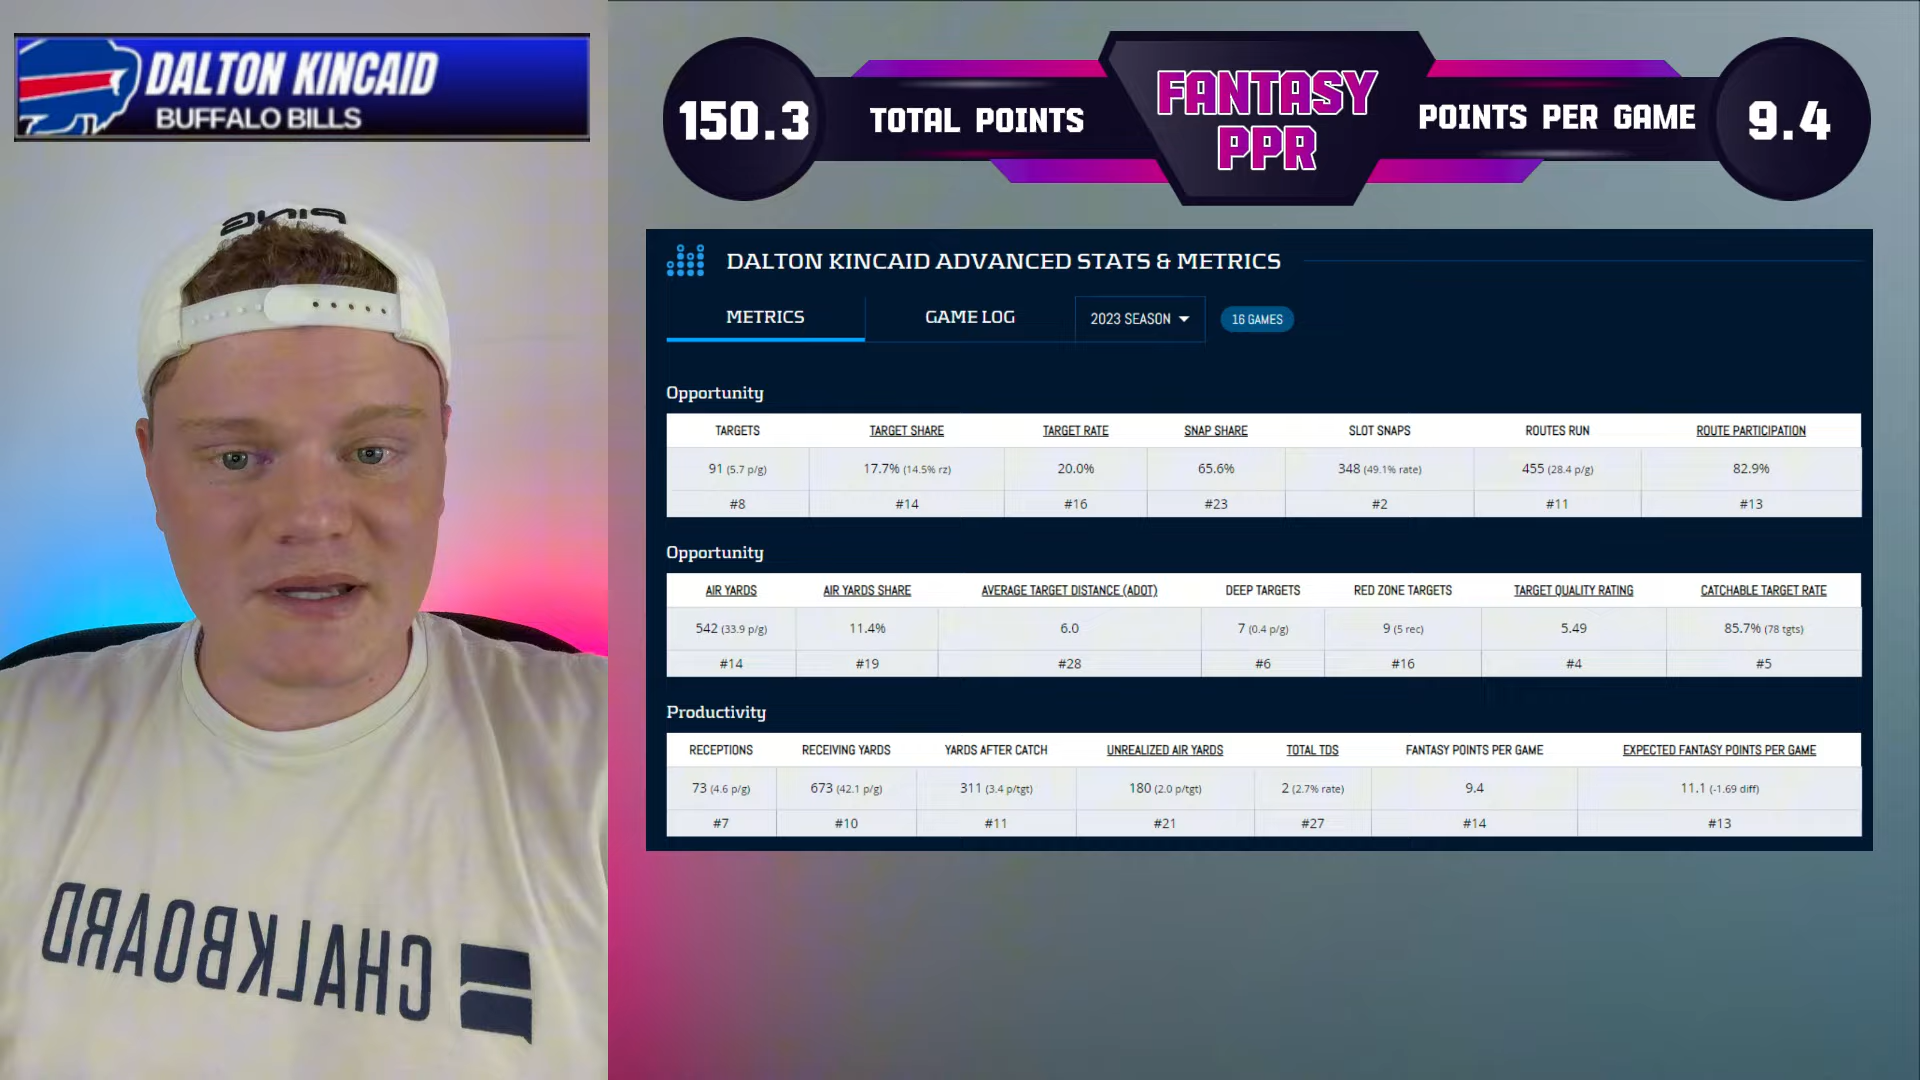 DALTON KINCAID
BUFFALO BILLS
PING
CHALKBOARD
150.3
TOTAL POINTS
FANTASY
PPR
POINTS PER GAME
9.4
DALTON KINCAID ADVANCED STATS & METRICS
METRICS GAME LOG 2023 SEASON 16 GAMES
Opportunity
TARGETS TARGET SHARE TARGET RATE SNAP SHARE SLOT SNAPS ROUTES RUN ROUTE PARTICIPATION
91 (5.7 p/g) 17.7% (14.5% rz) 20.0% 65.6% 348 (49.1% rate) 455 (28.4 p/g) 82.9%
#8 #14 #16 #23 #2 #11 #13
Opportunity
AIR YARDS AIR YARDS SHARE AVERAGE TARGET DISTANCE (ADOT) DEEP TARGETS RED ZONE TARGETS TARGET QUALITY RATING CATCHABLE TARGET RATE
542 (33.9 p/g) 11.4% 6.0 7 (0.4 p/g) 9 (5 rec) 5.49 85.7% (78 tgts)
#14 #19 #28 #6 #16 #4 #5
Productivity
RECEPTIONS RECEIVING YARDS YARDS AFTER CATCH UNREALIZED AIR YARDS TOTAL TDS FANTASY POINTS PER GAME EXPECTED FANTASY POINTS PER GAME
73 (4.6 p/g) 673 (42.1 p/g) 311 (3.4 p/tgt) 180 (2.0 p/tgt) 2 (2.7% rate) 9.4 11.1 (-1.69 diff)
#7 #10 #11 #21 #27 #14 #13